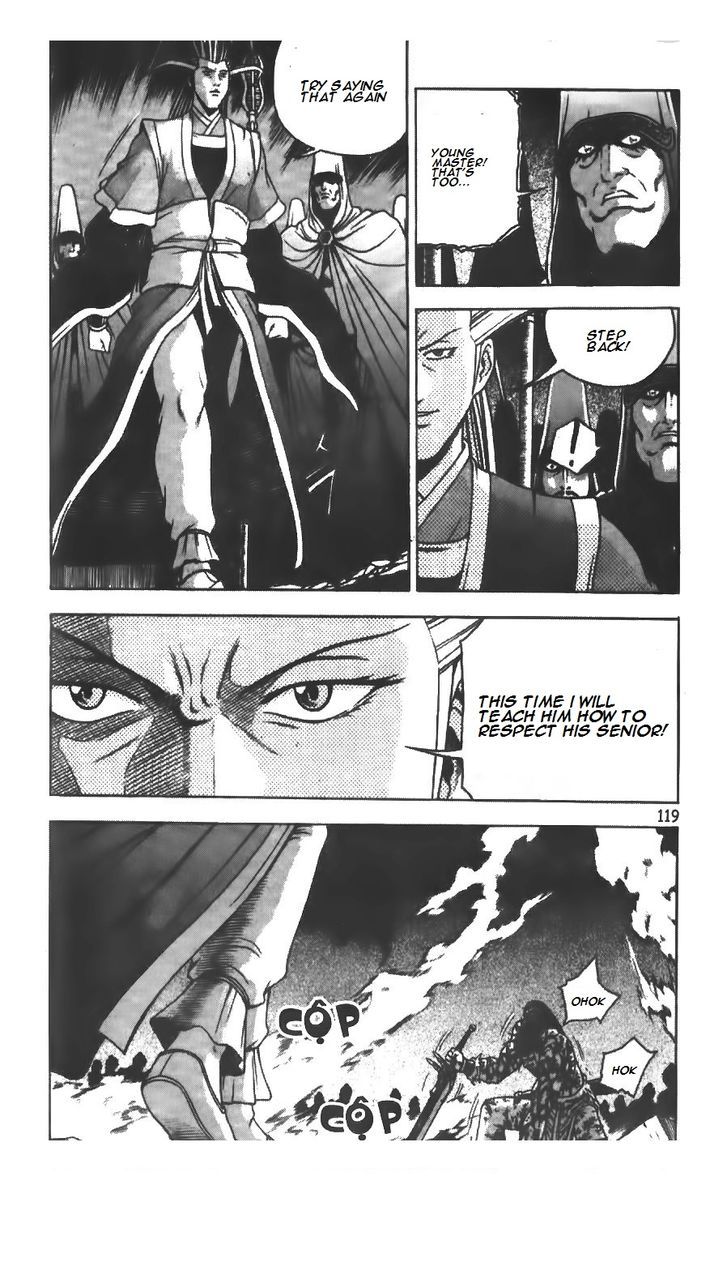 TRY SAYING
THAT AGAIN
YOUNG
MASTER!
THAT'S
TOO...
STEP
BACK!
!
THIS TIME I WILL
TEACH HIM HOW TO
RESPECT HIS SENIOR!
119
CỘP
CỘP
OHOK
HOK